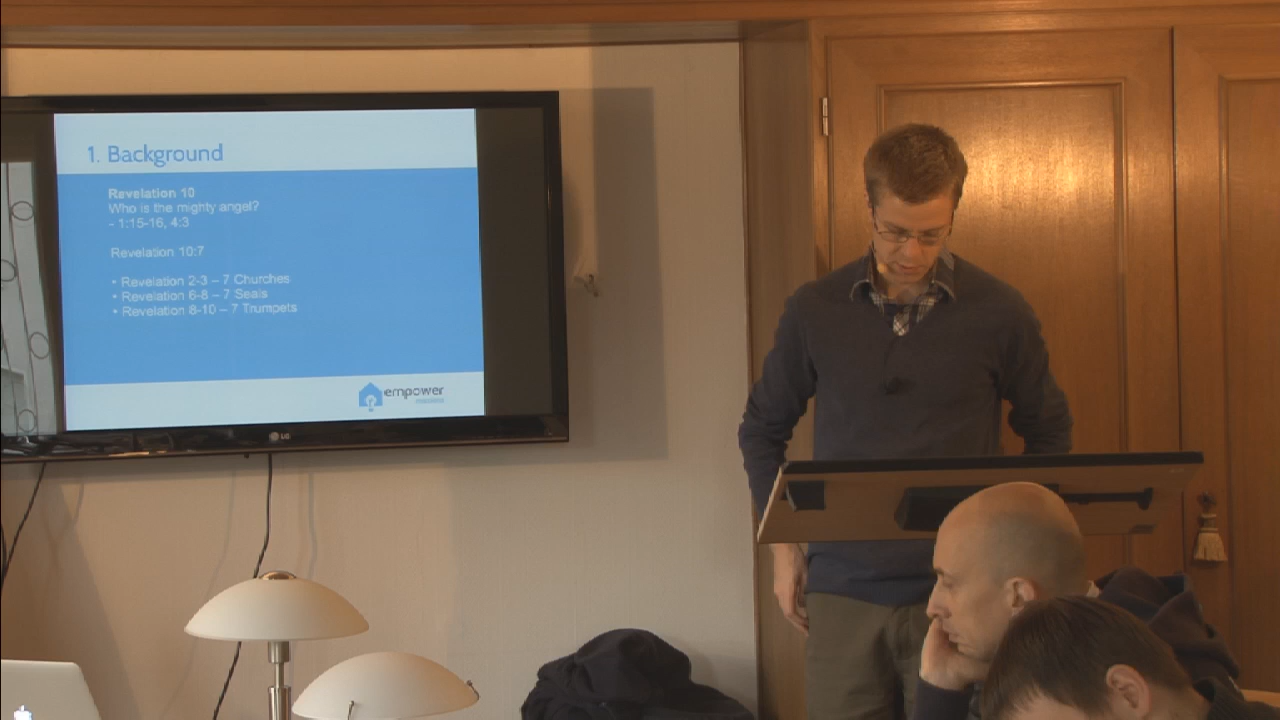 1. Background
Revelation 10
Who is the mighty angel?
- 1:15-16, 4:3
Revelation 10:7
• Revelation 2-3 – 7 Churches
• Revelation 6-8 – 7 Seals
• Revelation 8-10 – 7 Trumpets
empower
LG